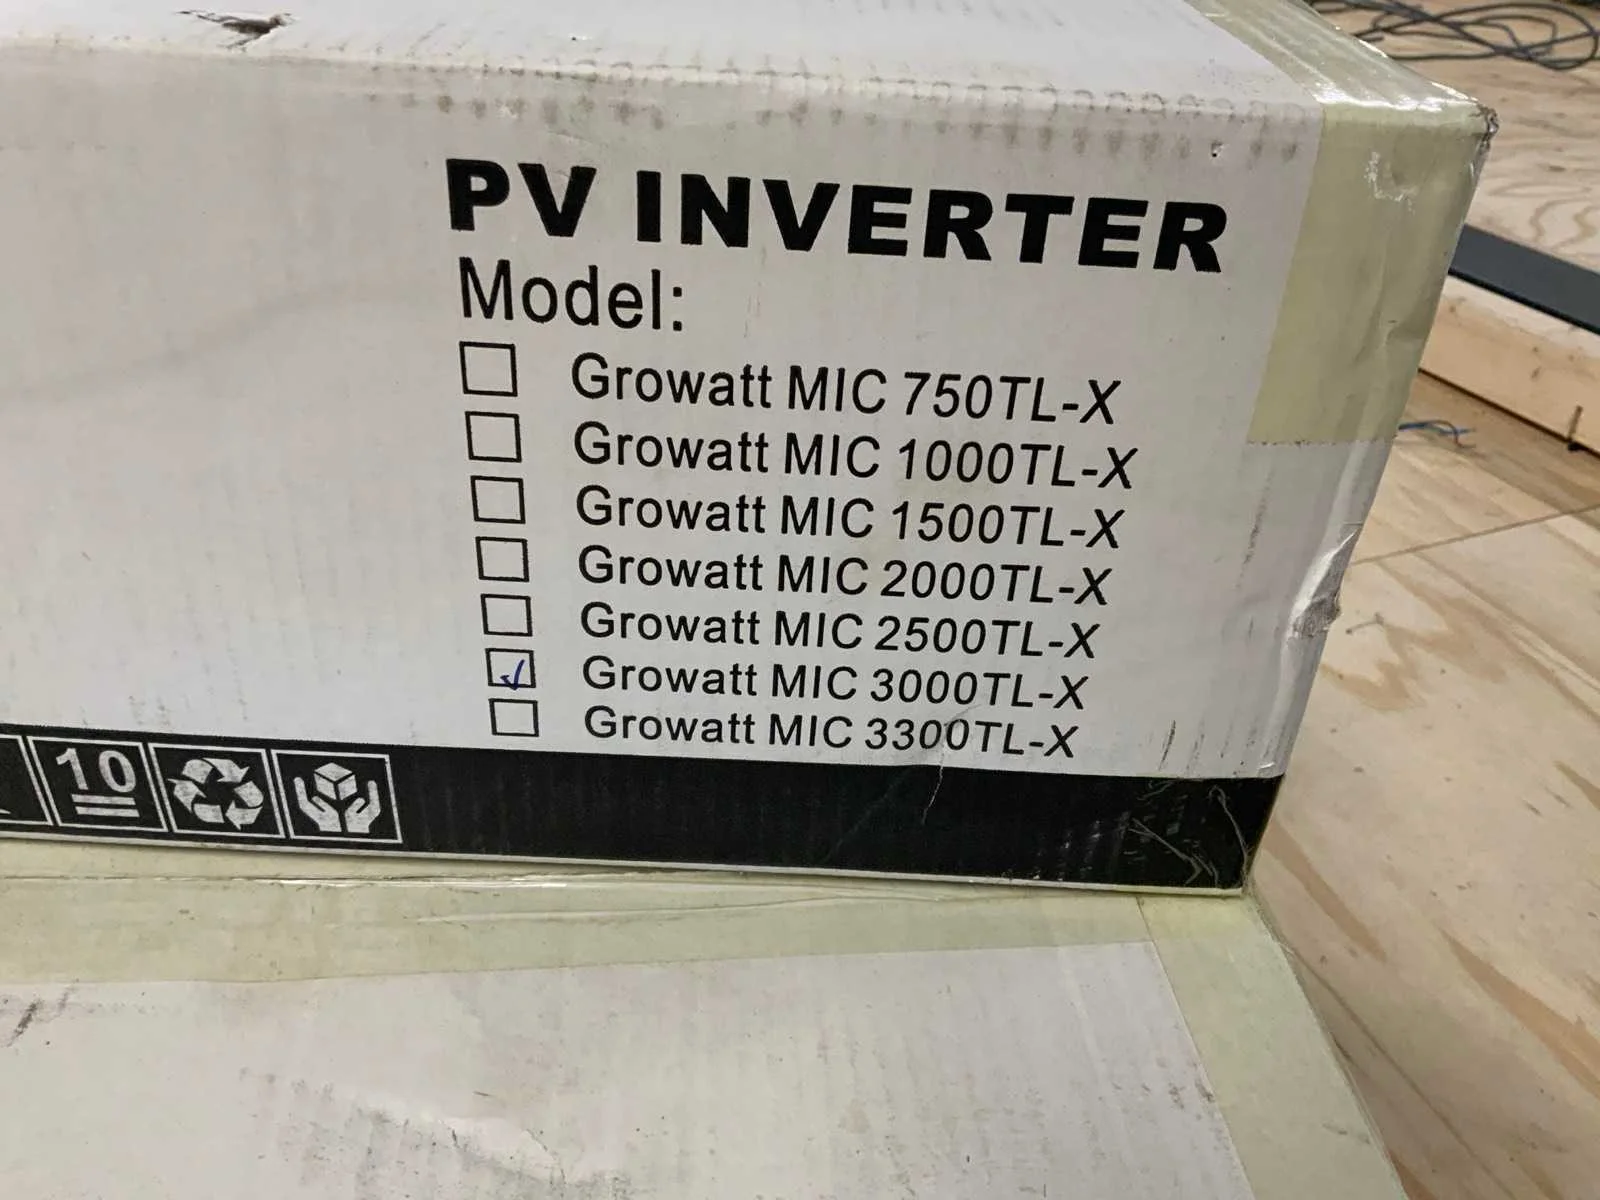 PV INVERTER
Model:
Growatt MIC 750TL-X
Growatt MIC 1000TL-X
Growatt MIC 1500TL-X
Growatt MIC 2000TL-X
Growatt MIC 2500TL-X
Growatt MIC 3000TL-X
Growatt MIC 3300TL-X
10